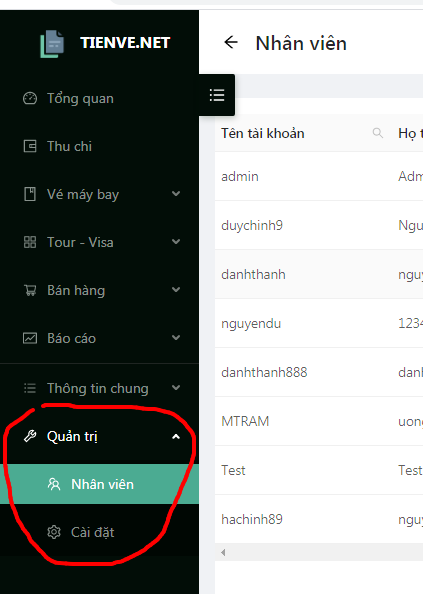 TIENVE.NET
Tổng quan
Thu chi
Vé máy bay
Tour - Visa
Bán hàng
Báo cáo
Thông tin chung
Quản trị
Nhân viên
Cài đặt
Nhân viên
Tên tài khoản Họ t
admin Adm
duychinh9 Ngu
danhthanh nguy
nguyendu 1234
danhthanh888 danh
MTRAM uong
Test Test
hachinh89 nguy